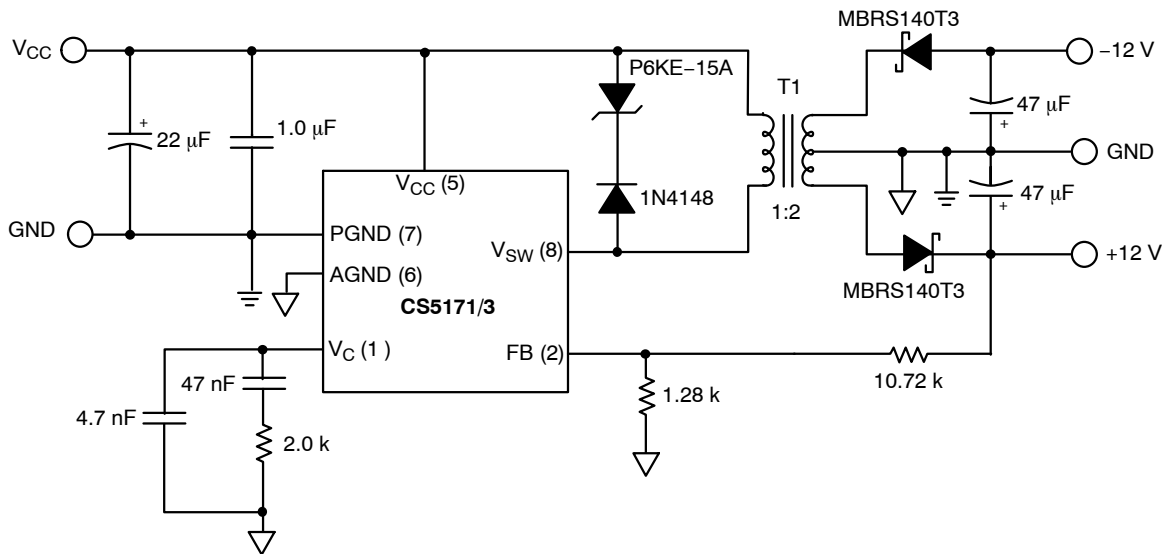 MBRS140T3
VCC
−12 V
P6KE−15A
T1
+
22 μF
1.0 μF
47 μF
+
GND
VCC (5)
1N4148
47 μF
+
1:2
GND
PGND (7)
VSW (8)
+12 V
AGND (6)
MBRS140T3
CS5171/3
VC (1 )
FB (2)
47 nF
10.72 k
1.28 k
4.7 nF
2.0 k